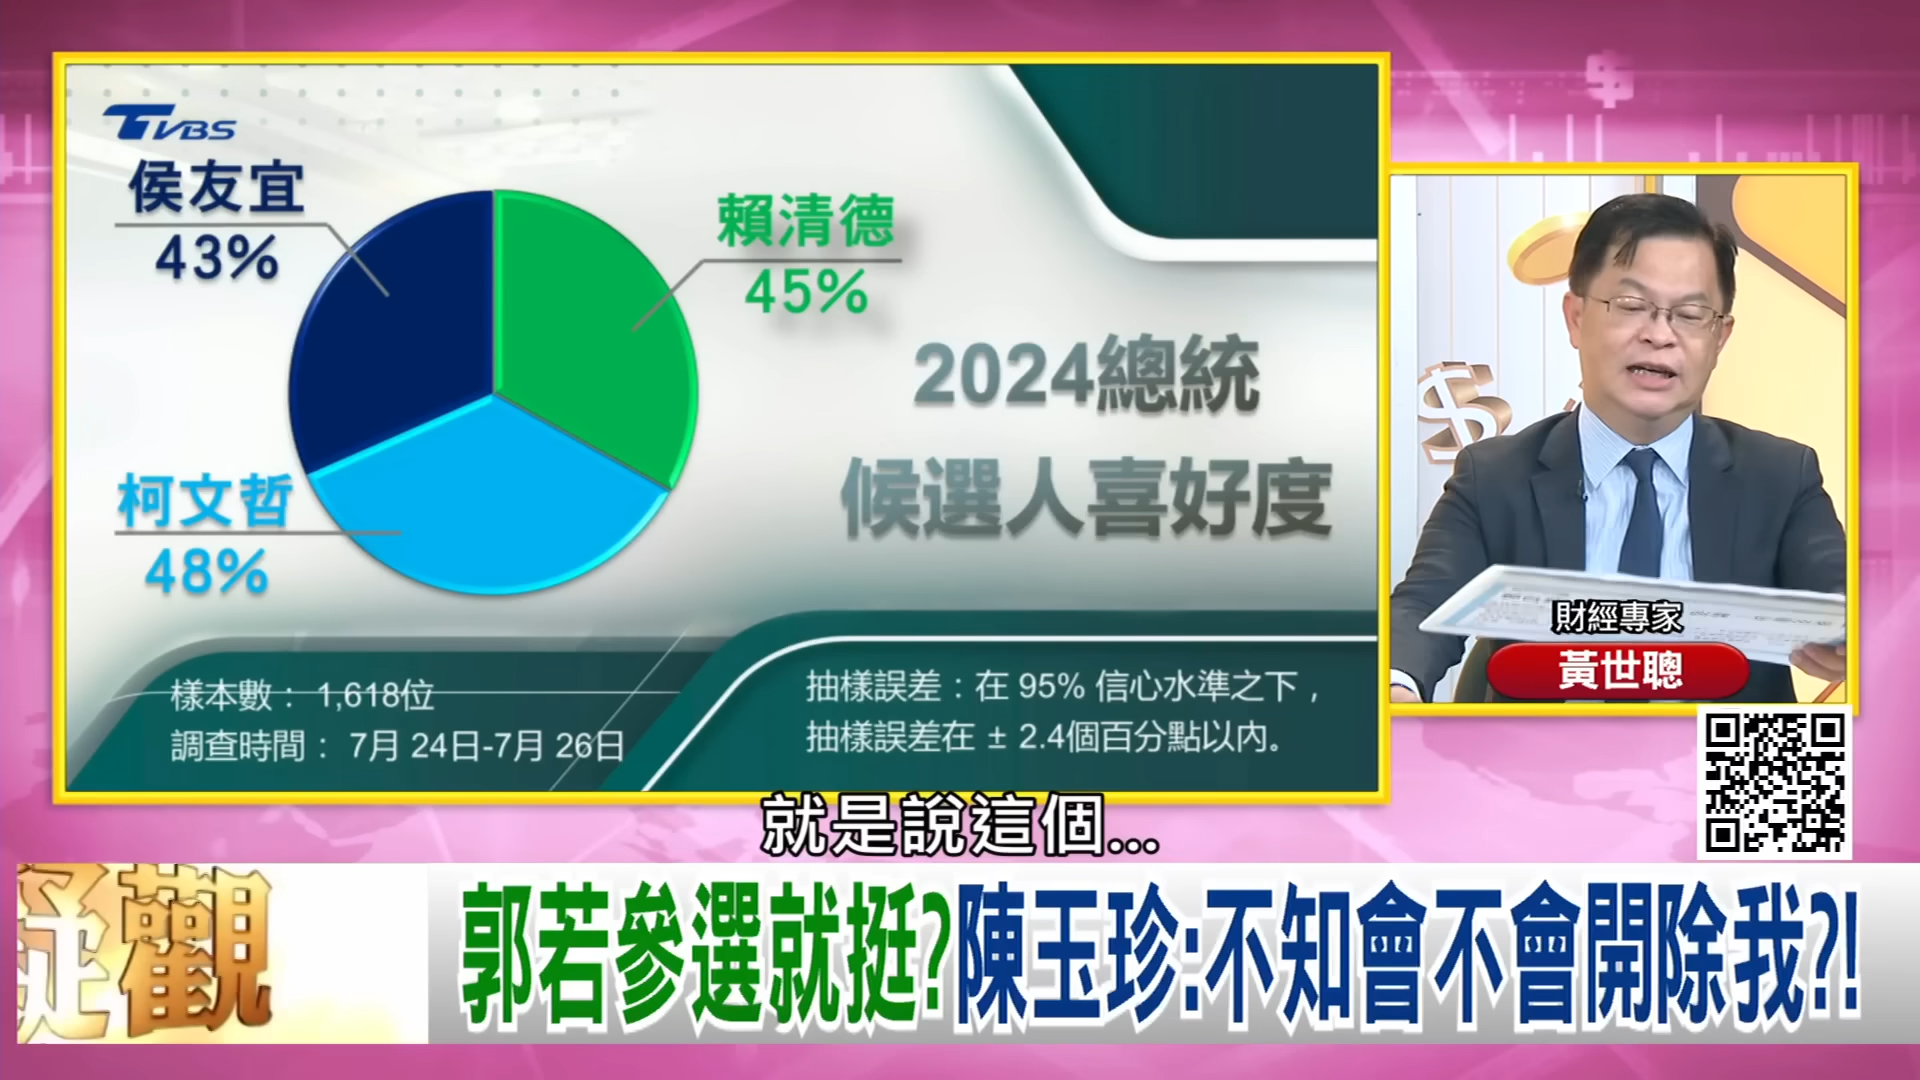 TVBS
侯友宜
43%
賴清德
45%
柯文哲
48%
2024總統
候選人喜好度
樣本數： 1,618位
調查時間： 7月 24日-7月 26日
抽樣誤差：在 95% 信心水準之下，
抽樣誤差在 ± 2.4個百分點以內。
財經專家
黃世聰
就是說這個...
觀
郭若參選就挺?陳玉珍:不知會不會開除我?!